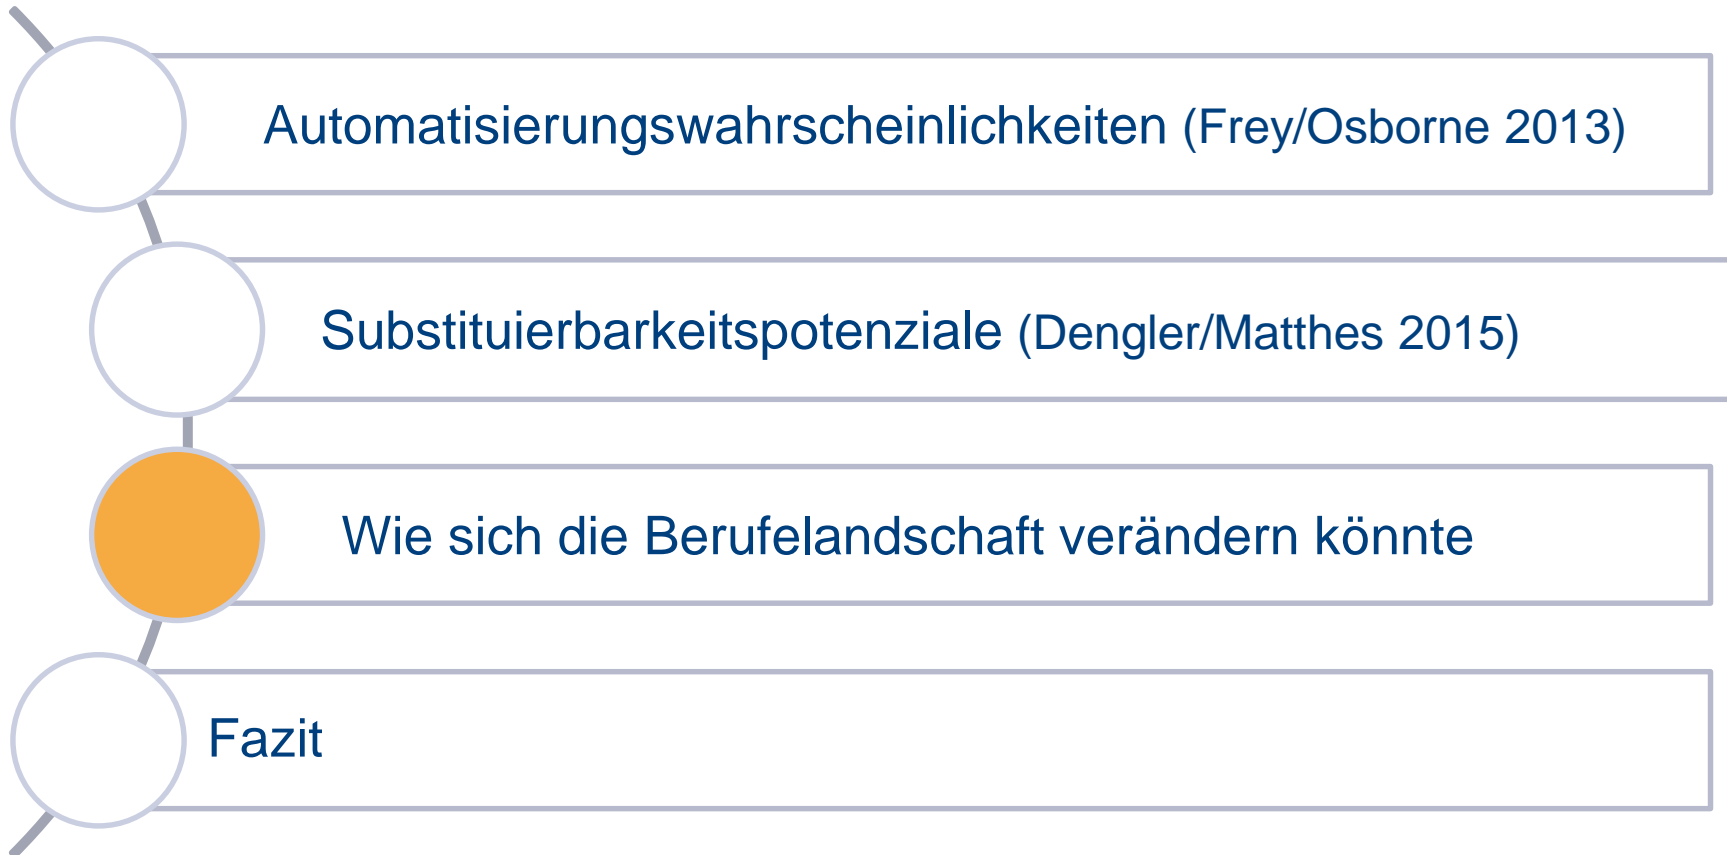 Automatisierungswahrscheinlichkeiten (Frey/Osborne 2013)
Substituierbarkeitspotenziale (Dengler/Matthes 2015)
Wie sich die Berufelandschaft verändern könnte
Fazit